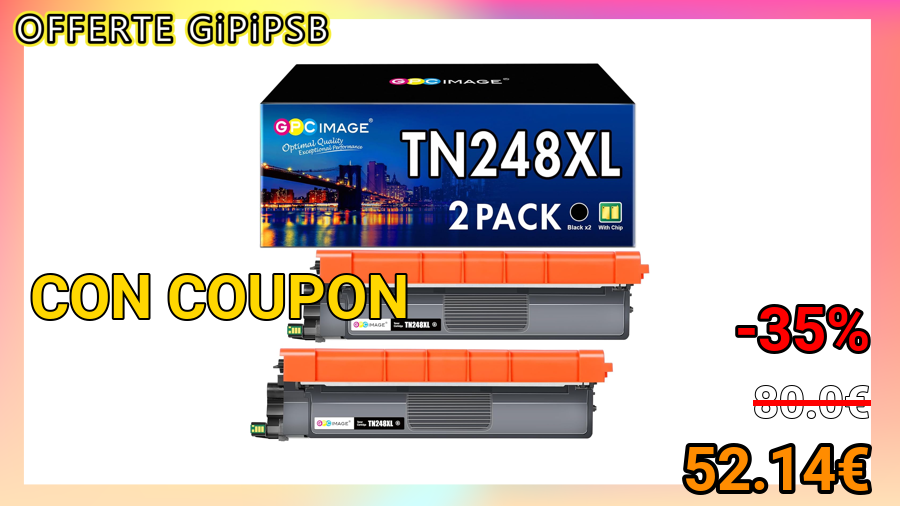 OFFERTE GiPiPSB
GPC IMAGE®
GPC IMAGE®
Optimal Quality
Exceptional Performance
TN248XL
2 PACK
Black x2
With Chip
CON COUPON
GPC IMAGE
TN248XL
-35%
80.0€
GPC IMAGE
TN248XL
52.14€